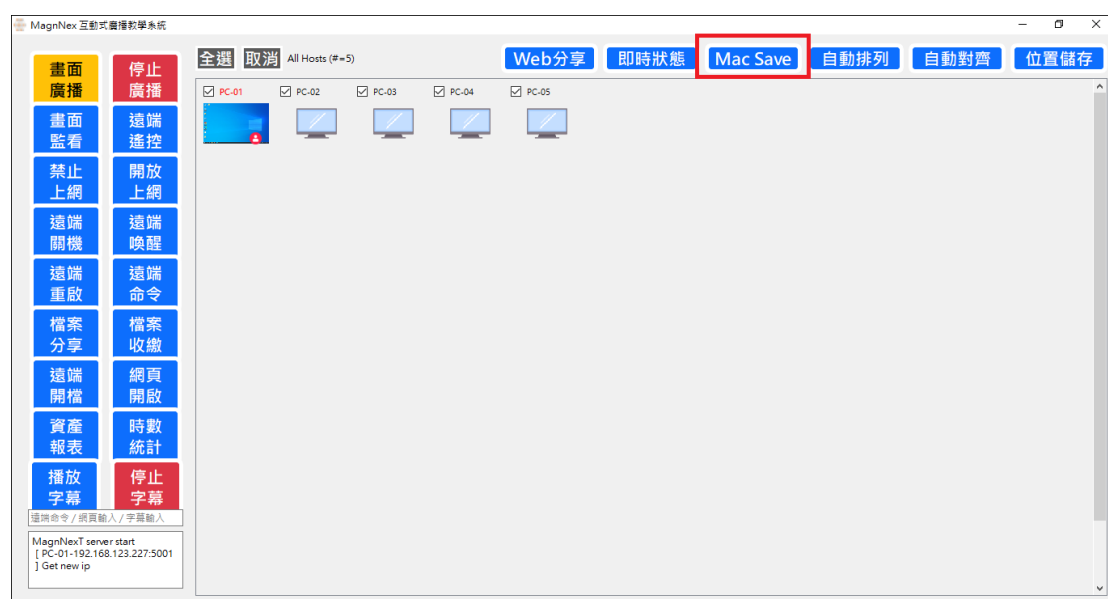 MagnNex 互動式廣播教學系統
全選 取消 All Hosts (#=5) Web分享 即時狀態 Mac Save 自動排列 自動對齊 位置儲存
畫面
廣播
停止
廣播
PC-01 PC-02 PC-03 PC-04 PC-05
畫面
監看
遠端
遙控
禁止
上網
開放
上網
遠端
關機
遠端
喚醒
遠端
重啟
遠端
命令
檔案
分享
檔案
收繳
遠端
開檔
網頁
開啟
資產
報表
時數
統計
播放
字幕
停止
字幕
遠端命令 / 網頁輸入 / 字幕輸入
MagnNexT server start
[ PC-01-192.168.123.227:5001
] Get new ip